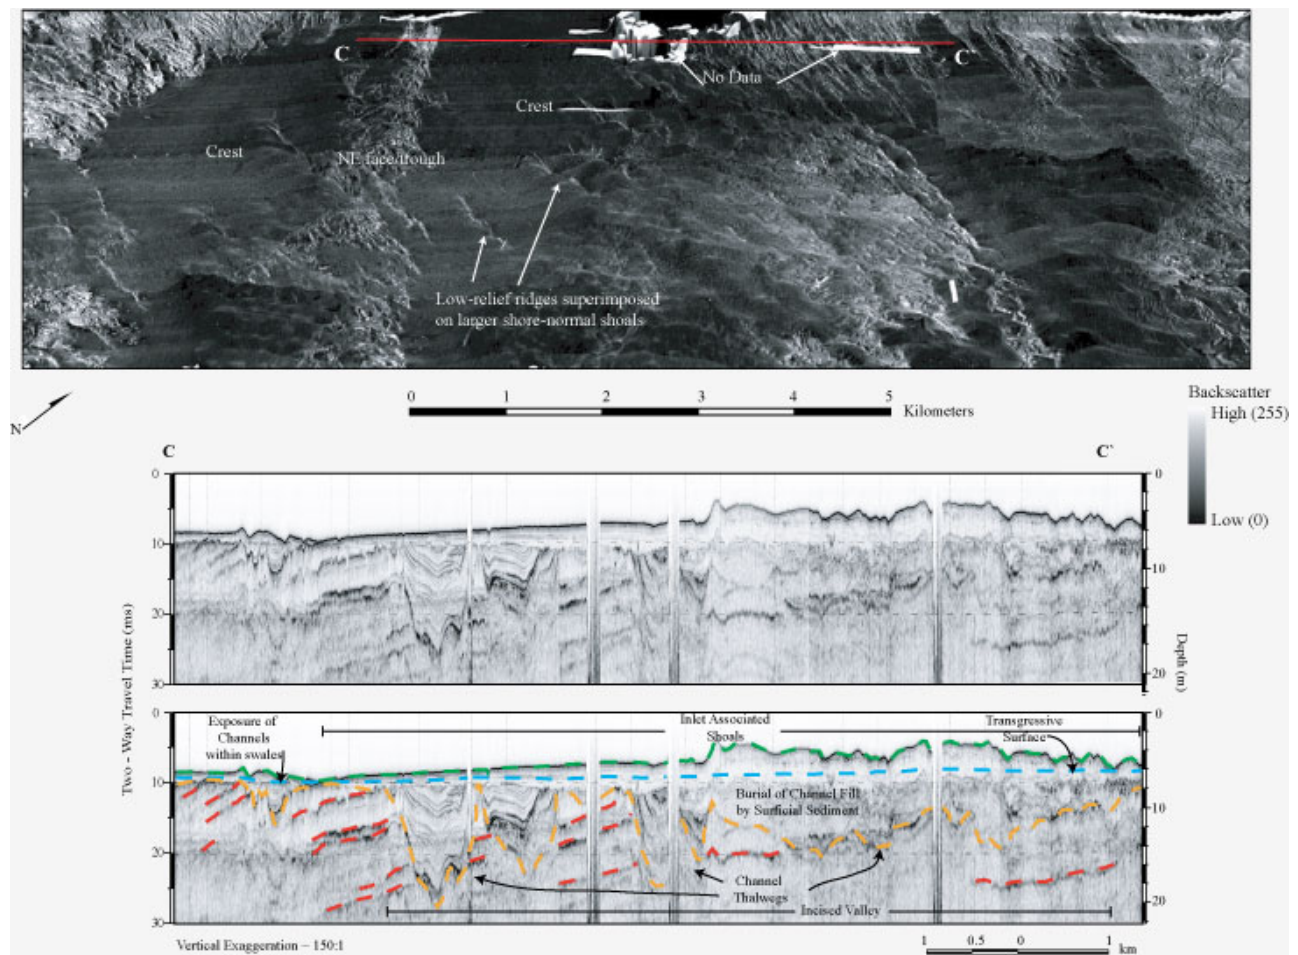 C
C`
No Data
Crest
Crest
NE face/trough
Low-relief ridges superimposed
on larger shore-normal shoals
N
0 1 2 3 4 5
Kilometers
Backscatter
High (255)
Low (0)
C
C`
0
10
20
30
0
10
20
Two - Way Travel Time (ms)
Depth (m)
0
10
20
30
0
10
20
Exposure of
Channels
within swales
Inlet Associated
Shoals
Transgressive
Surface
Burial of Channel Fill
by Surficial Sediment
Channel
Thalwegs
Incised Valley
Vertical Exaggeration ~ 150:1
1 0.5 0 1
km